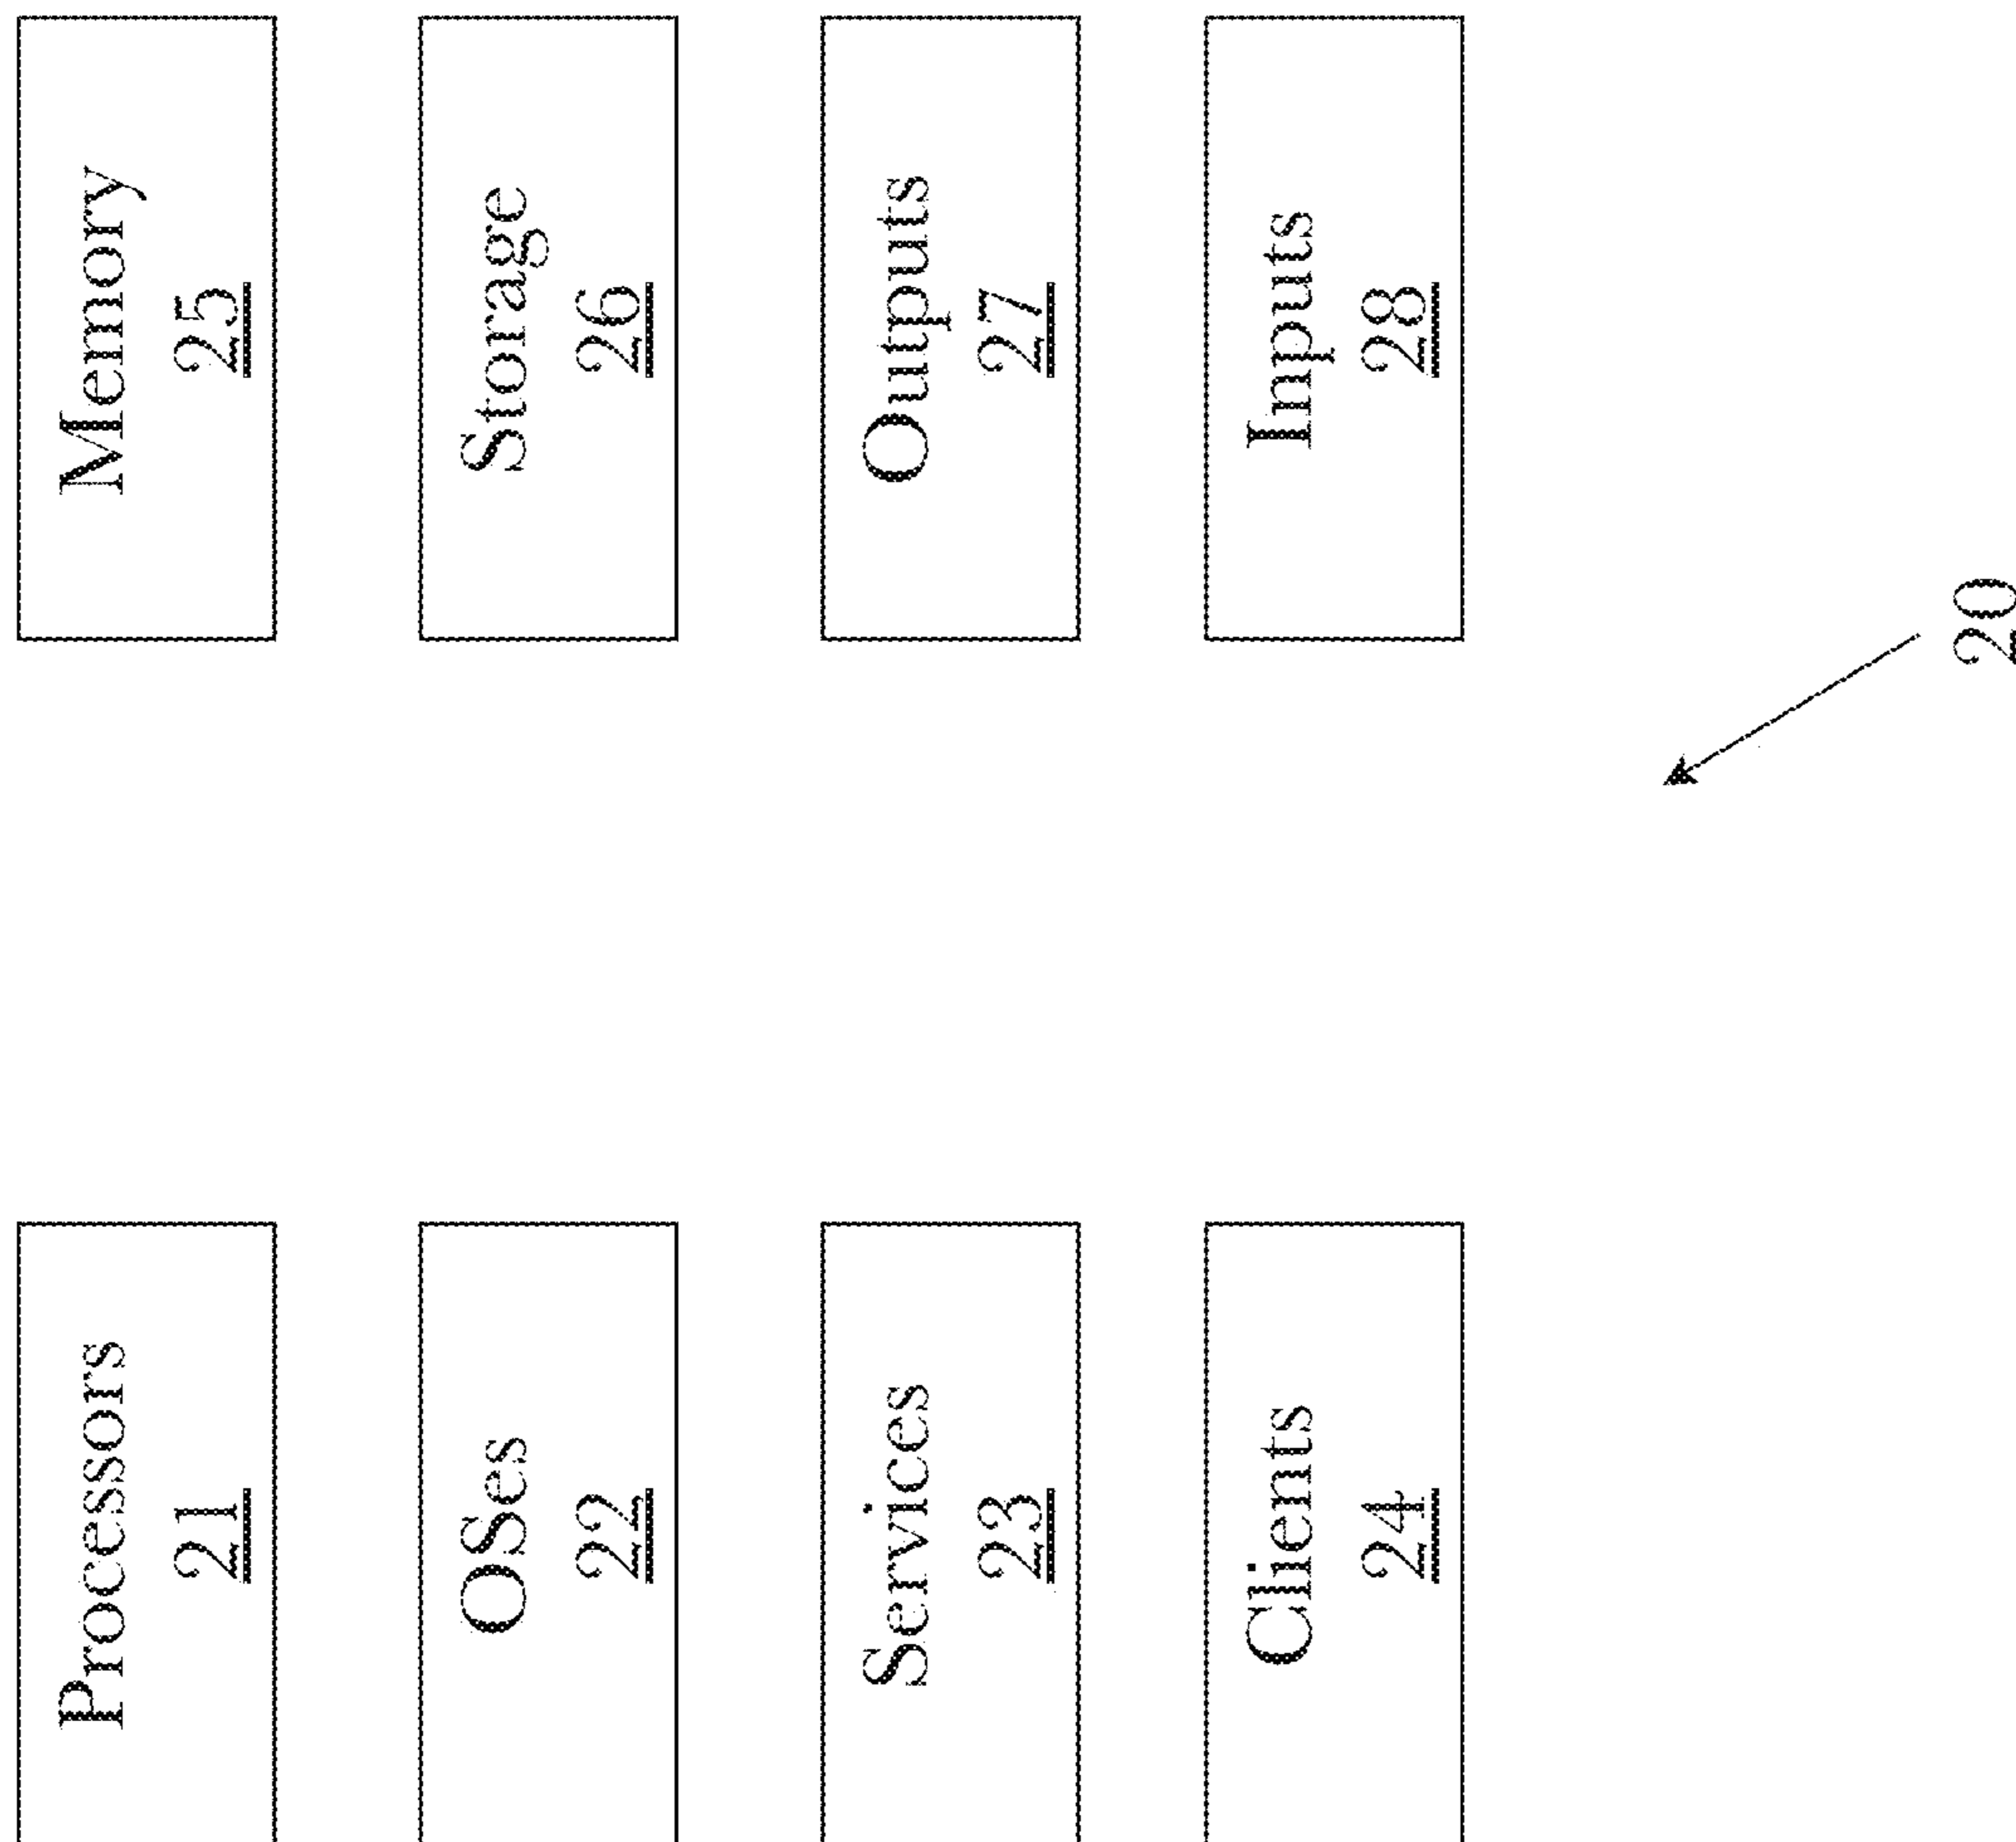 Processors
21
Memory
25
OSes
22
Storage
26
Services
23
Outputs
27
Clients
24
Inputs
28
20